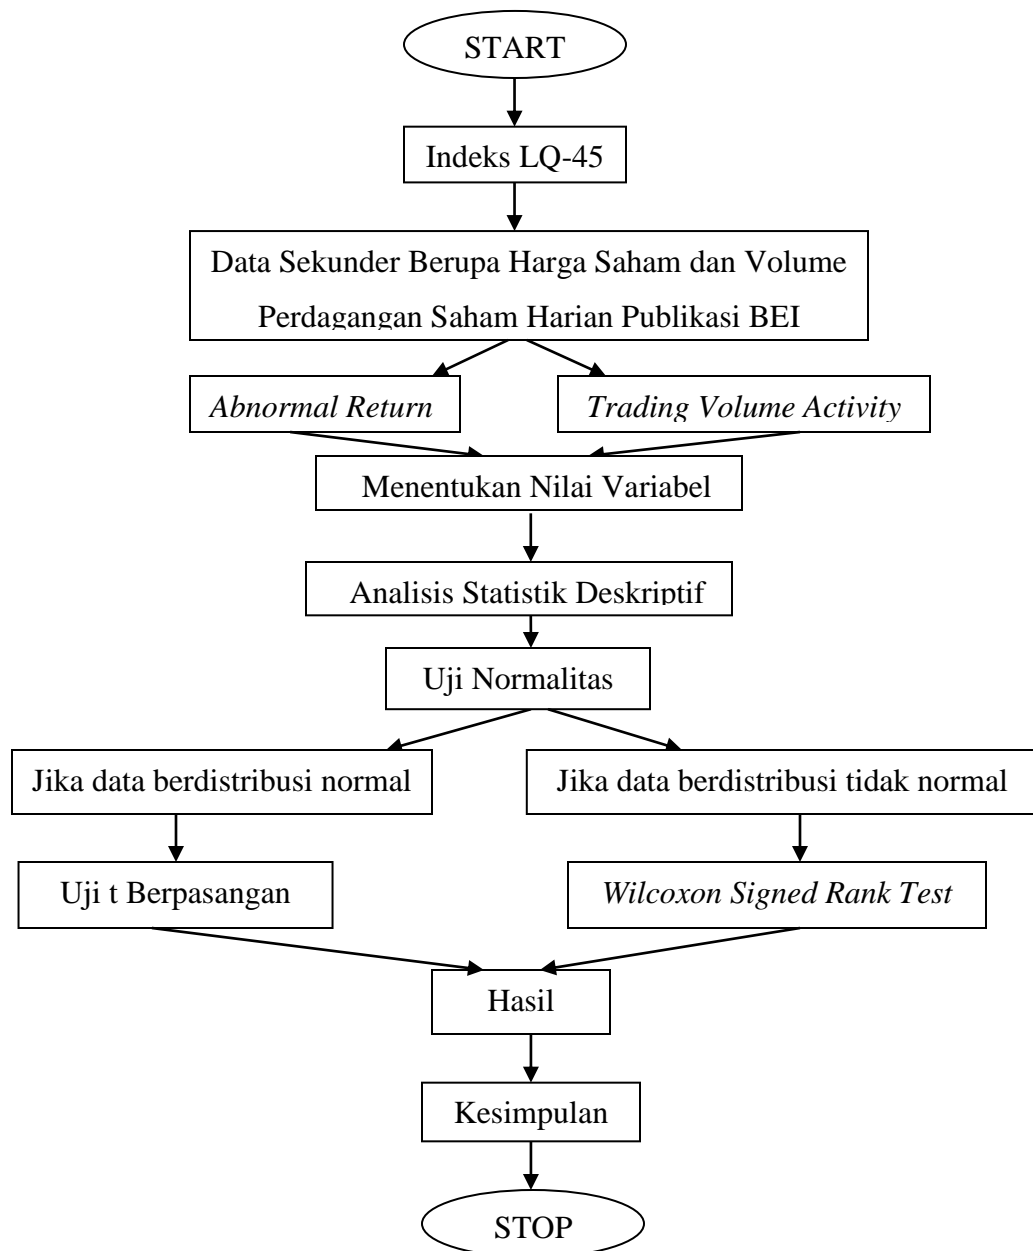 START
Indeks LQ-45
Data Sekunder Berupa Harga Saham dan Volume
Perdagangan Saham Harian Publikasi BEI
Abnormal Return
Trading Volume Activity
Menentukan Nilai Variabel
Analisis Statistik Deskriptif
Uji Normalitas
Jika data berdistribusi normal
Jika data berdistribusi tidak normal
Uji t Berpasangan
Wilcoxon Signed Rank Test
Hasil
Kesimpulan
STOP